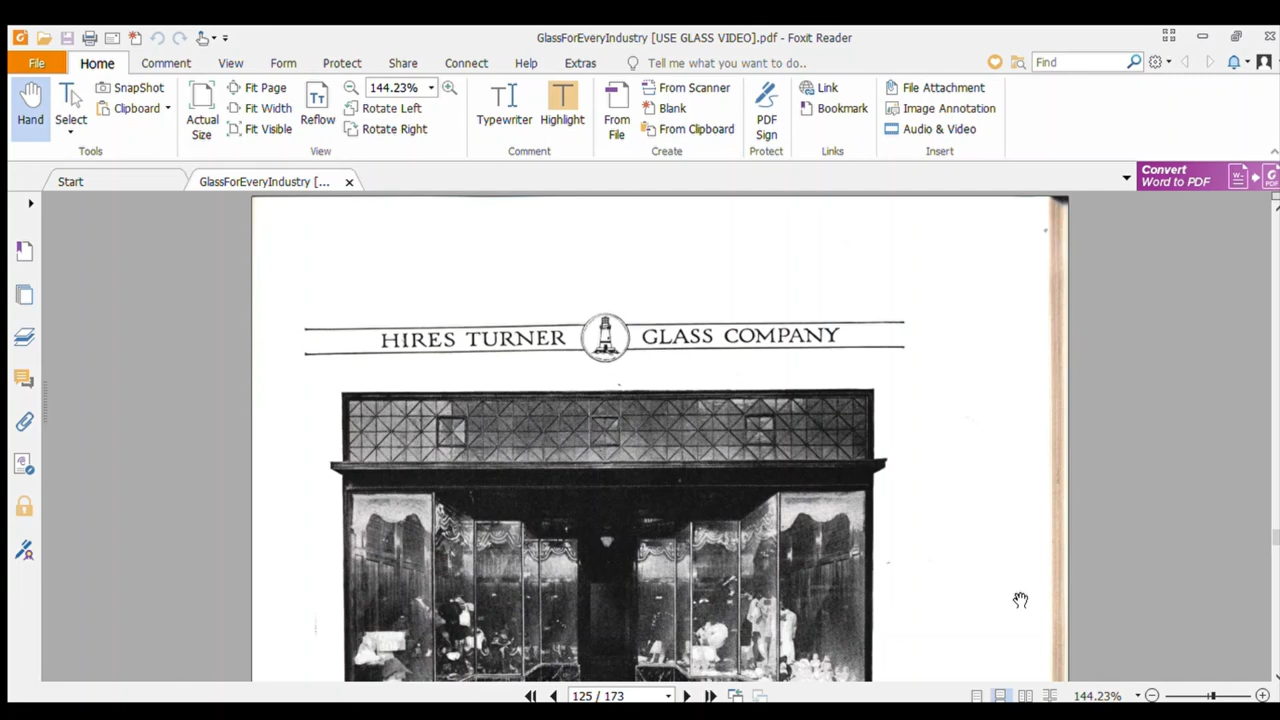 GlassForEveryIndustry [USE GLASS VIDEO].pdf - Foxit Reader
File Home Comment View Form Protect Share Connect Help Extras Tell me what you want to do.. Find
Hand
Select
SnapShot
Clipboard
Tools
Actual Size
Fit Page
Fit Width
Fit Visible
Reflow
144.23%
Rotate Left
Rotate Right
View
Typewriter
Highlight
Comment
From File
From Scanner
Blank
From Clipboard
Create
PDF Sign
Protect
Link
Bookmark
Links
File Attachment
Image Annotation
Audio & Video
Insert
Start
GlassForEveryIndustry [...
Convert
Word to PDF
HIRES TURNER GLASS COMPANY
125 / 173
144.23%